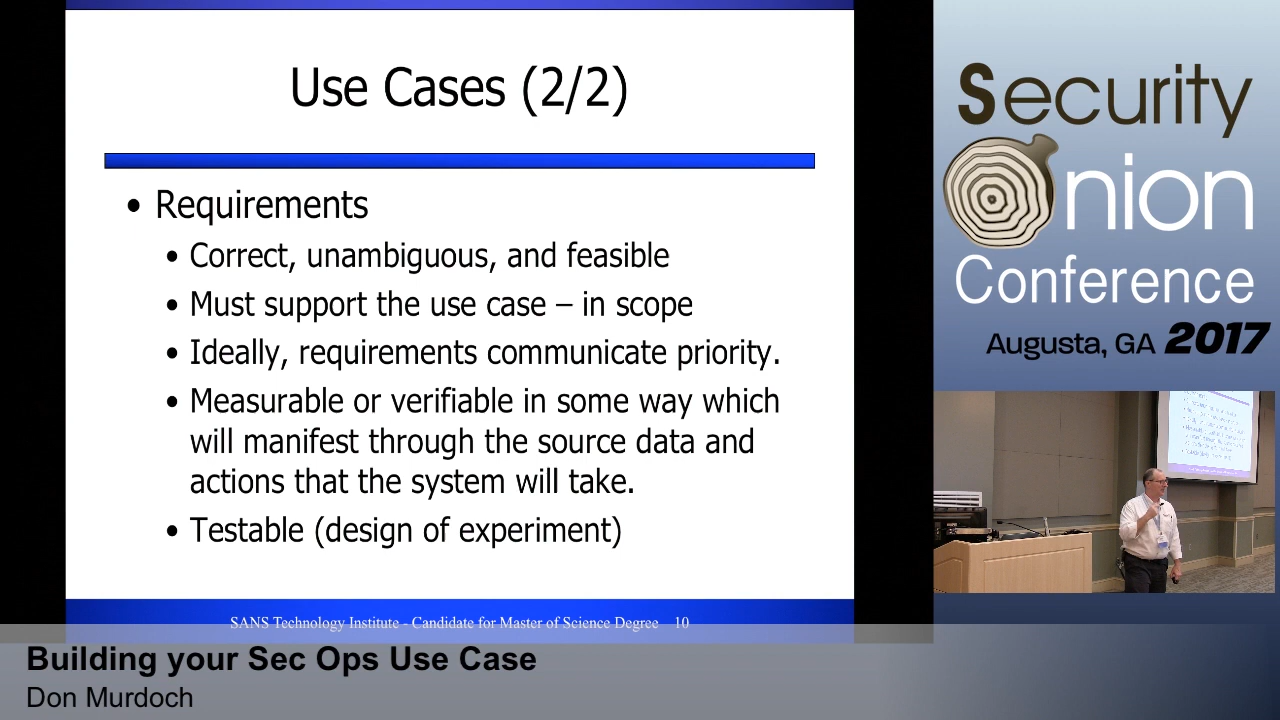 Use Cases (2/2)
• Requirements
• Correct, unambiguous, and feasible
• Must support the use case – in scope
• Ideally, requirements communicate priority.
• Measurable or verifiable in some way which
will manifest through the source data and
actions that the system will take.
• Testable (design of experiment)
SANS Technology Institute - Candidate for Master of Science Degree 10
Security
Onion
Conference
Augusta, GA 2017
Building your Sec Ops Use Case
Don Murdoch